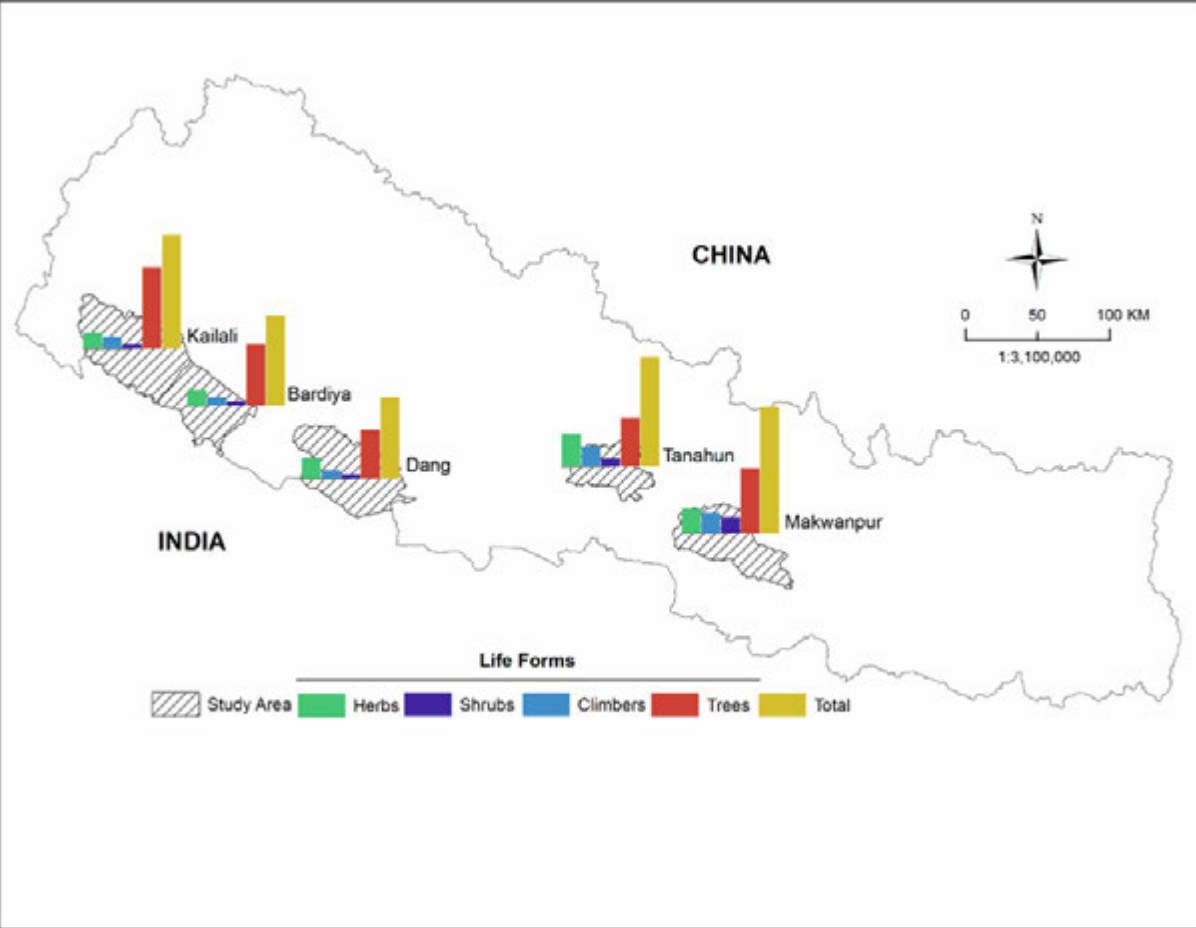 N
CHINA
0 50 100 KM
1:3,100,000
Kailali
Bardiya
Dang
Tanahun
Makwanpur
INDIA
Life Forms
Study Area Herbs Shrubs Climbers Trees Total